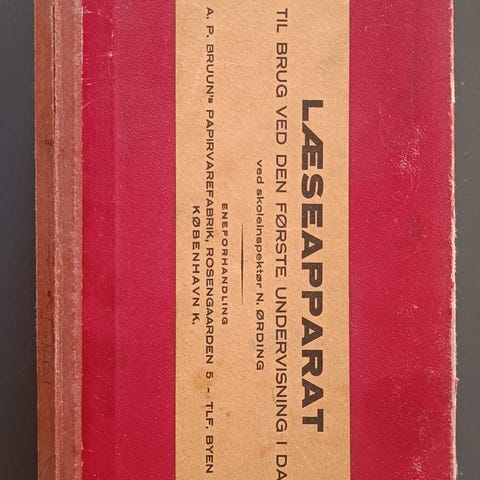 LÆSEAPPARAT
TIL BRUG VED DEN FØRSTE UNDERVISNING I DA
ved skoleinspektør N. ØRDING
ENEFORHANDLING
A. P. BRUUN's PAPIRVAREFABRIK, ROSENGAARDEN 5 - TLF. BYEN
KØBENHAVN K.